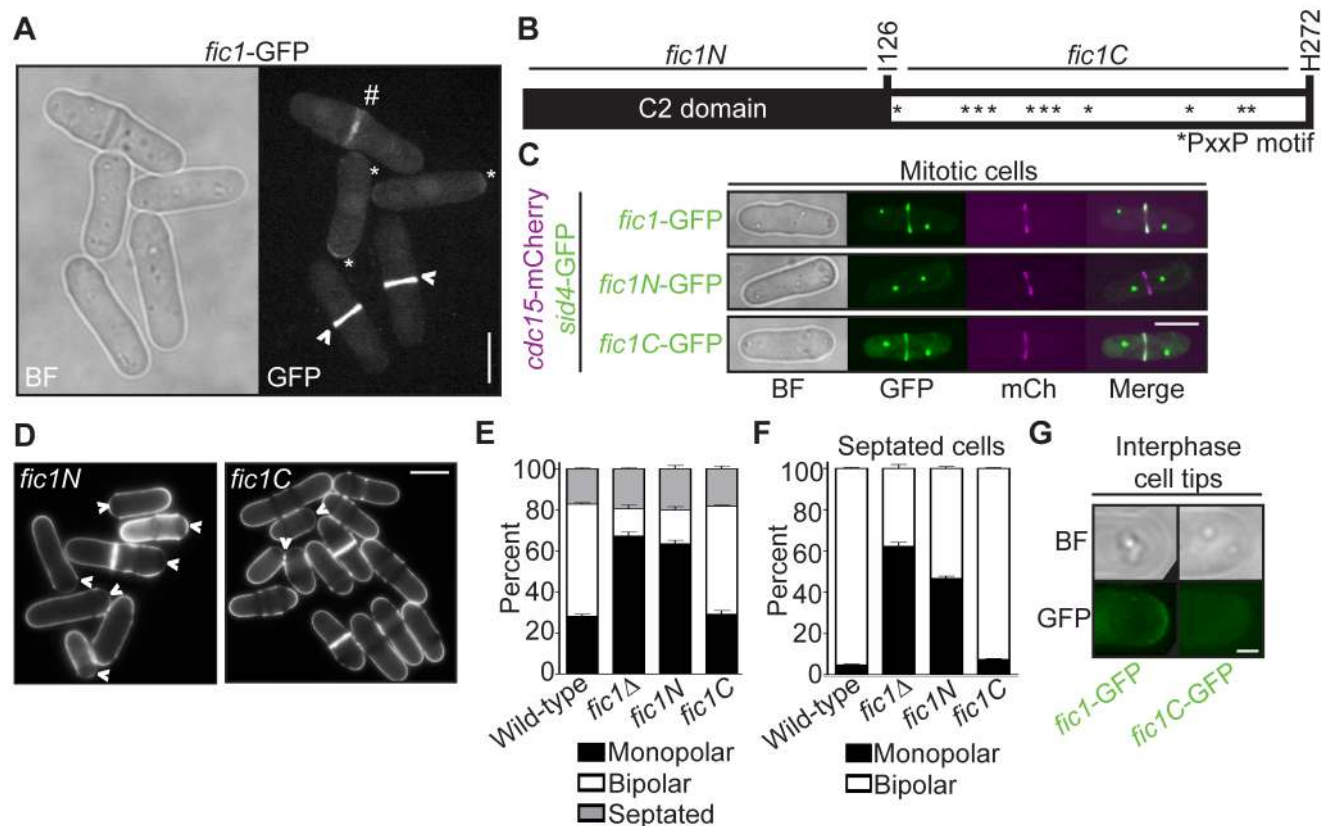 A
fic1-GFP
#
*
*
*
BF
GFP
B
fic1N
I126
fic1C
H272
C2 domain
* *** *** * * **
*PxxP motif
C
Mitotic cells
cdc15-mCherry
sid4-GFP
fic1-GFP
fic1N-GFP
fic1C-GFP
BF
GFP
mCh
Merge
D
fic1N
fic1C
E
Percent
100
80
60
40
20
0
Wild-type
fic1Δ
fic1N
fic1C
Monopolar
Bipolar
Septated
F
Septated cells
Percent
100
80
60
40
20
0
Wild-type
fic1Δ
fic1N
fic1C
Monopolar
Bipolar
G
Interphase
cell tips
BF
GFP
fic1-GFP
fic1C-GFP